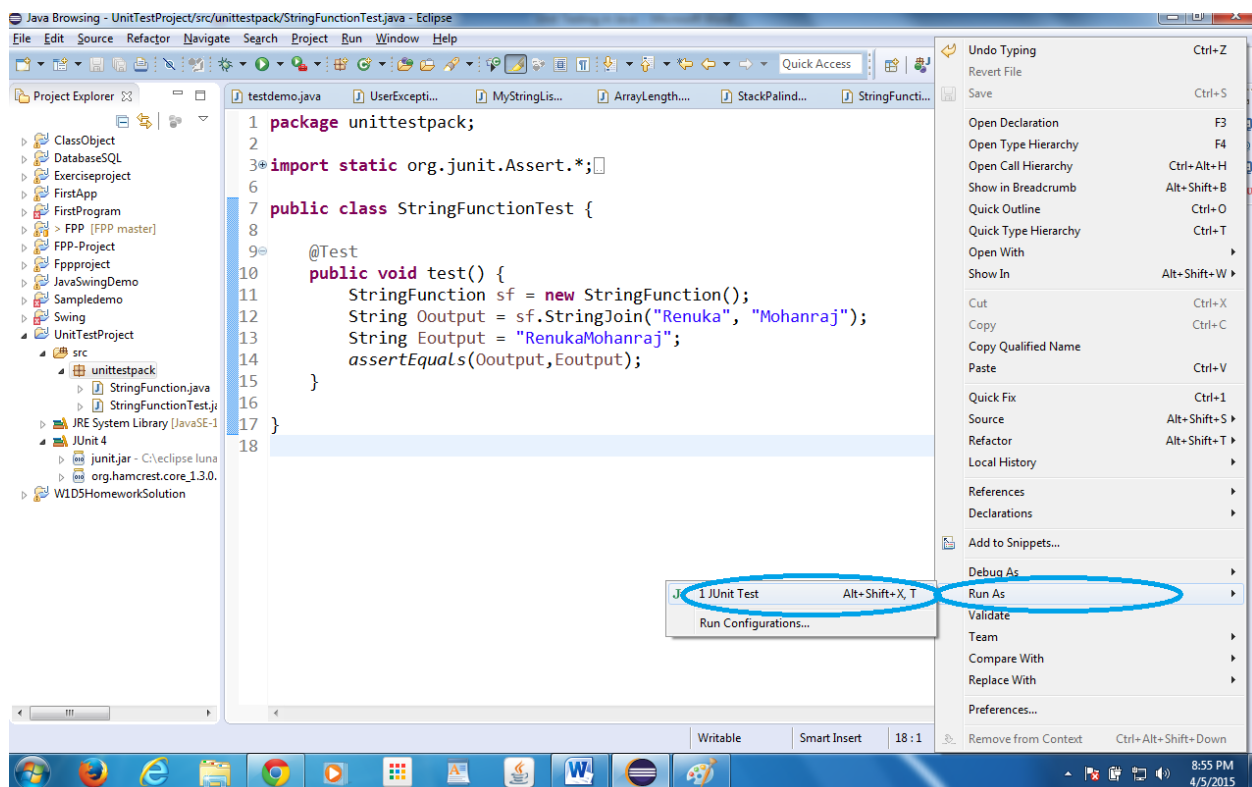 Java Browsing - UnitTestProject/src/unittestpack/StringFunctionTest.java - Eclipse
File Edit Source Refactor Navigate Search Project Run Window Help
Quick Access
Project Explorer
testdemo.java UserExcepti... MyStringLis... ArrayLength.... StackPalind... StringFuncti...
ClassObject
DatabaseSQL
Exerciseproject
FirstApp
FirstProgram
> FPP [FPP master]
FPP-Project
Fppproject
JavaSwingDemo
Sampledemo
Swing
UnitTestProject
src
unittestpack
StringFunction.java
StringFunctionTest.ja
JRE System Library [JavaSE-1
JUnit 4
junit.jar - C:\eclipse luna
org.hamcrest.core_1.3.0.
W1D5HomeworkSolution
1 package unittestpack;
2
3 import static org.junit.Assert.*;
6
7 public class StringFunctionTest {
8
9 @Test
10 public void test() {
11 StringFunction sf = new StringFunction();
12 String Ooutput = sf.StringJoin("Renuka", "Mohanraj");
13 String Eoutput = "RenukaMohanraj";
14 assertEquals(Ooutput,Eoutput);
15 }
16
17 }
18
Undo Typing Ctrl+Z
Revert File
Save Ctrl+S
Open Declaration F3
Open Type Hierarchy F4
Open Call Hierarchy Ctrl+Alt+H
Show in Breadcrumb Alt+Shift+B
Quick Outline Ctrl+O
Quick Type Hierarchy Ctrl+T
Open With
Show In Alt+Shift+W
Cut Ctrl+X
Copy Ctrl+C
Copy Qualified Name
Paste Ctrl+V
Quick Fix Ctrl+1
Source Alt+Shift+S
Refactor Alt+Shift+T
Local History
References
Declarations
Add to Snippets...
Debug As
Run As
Validate
Team
Compare With
Replace With
Preferences...
Remove from Context Ctrl+Alt+Shift+Down
1 JUnit Test Alt+Shift+X, T
Run Configurations...
Writable Smart Insert 18 : 1
8:55 PM
4/5/2015